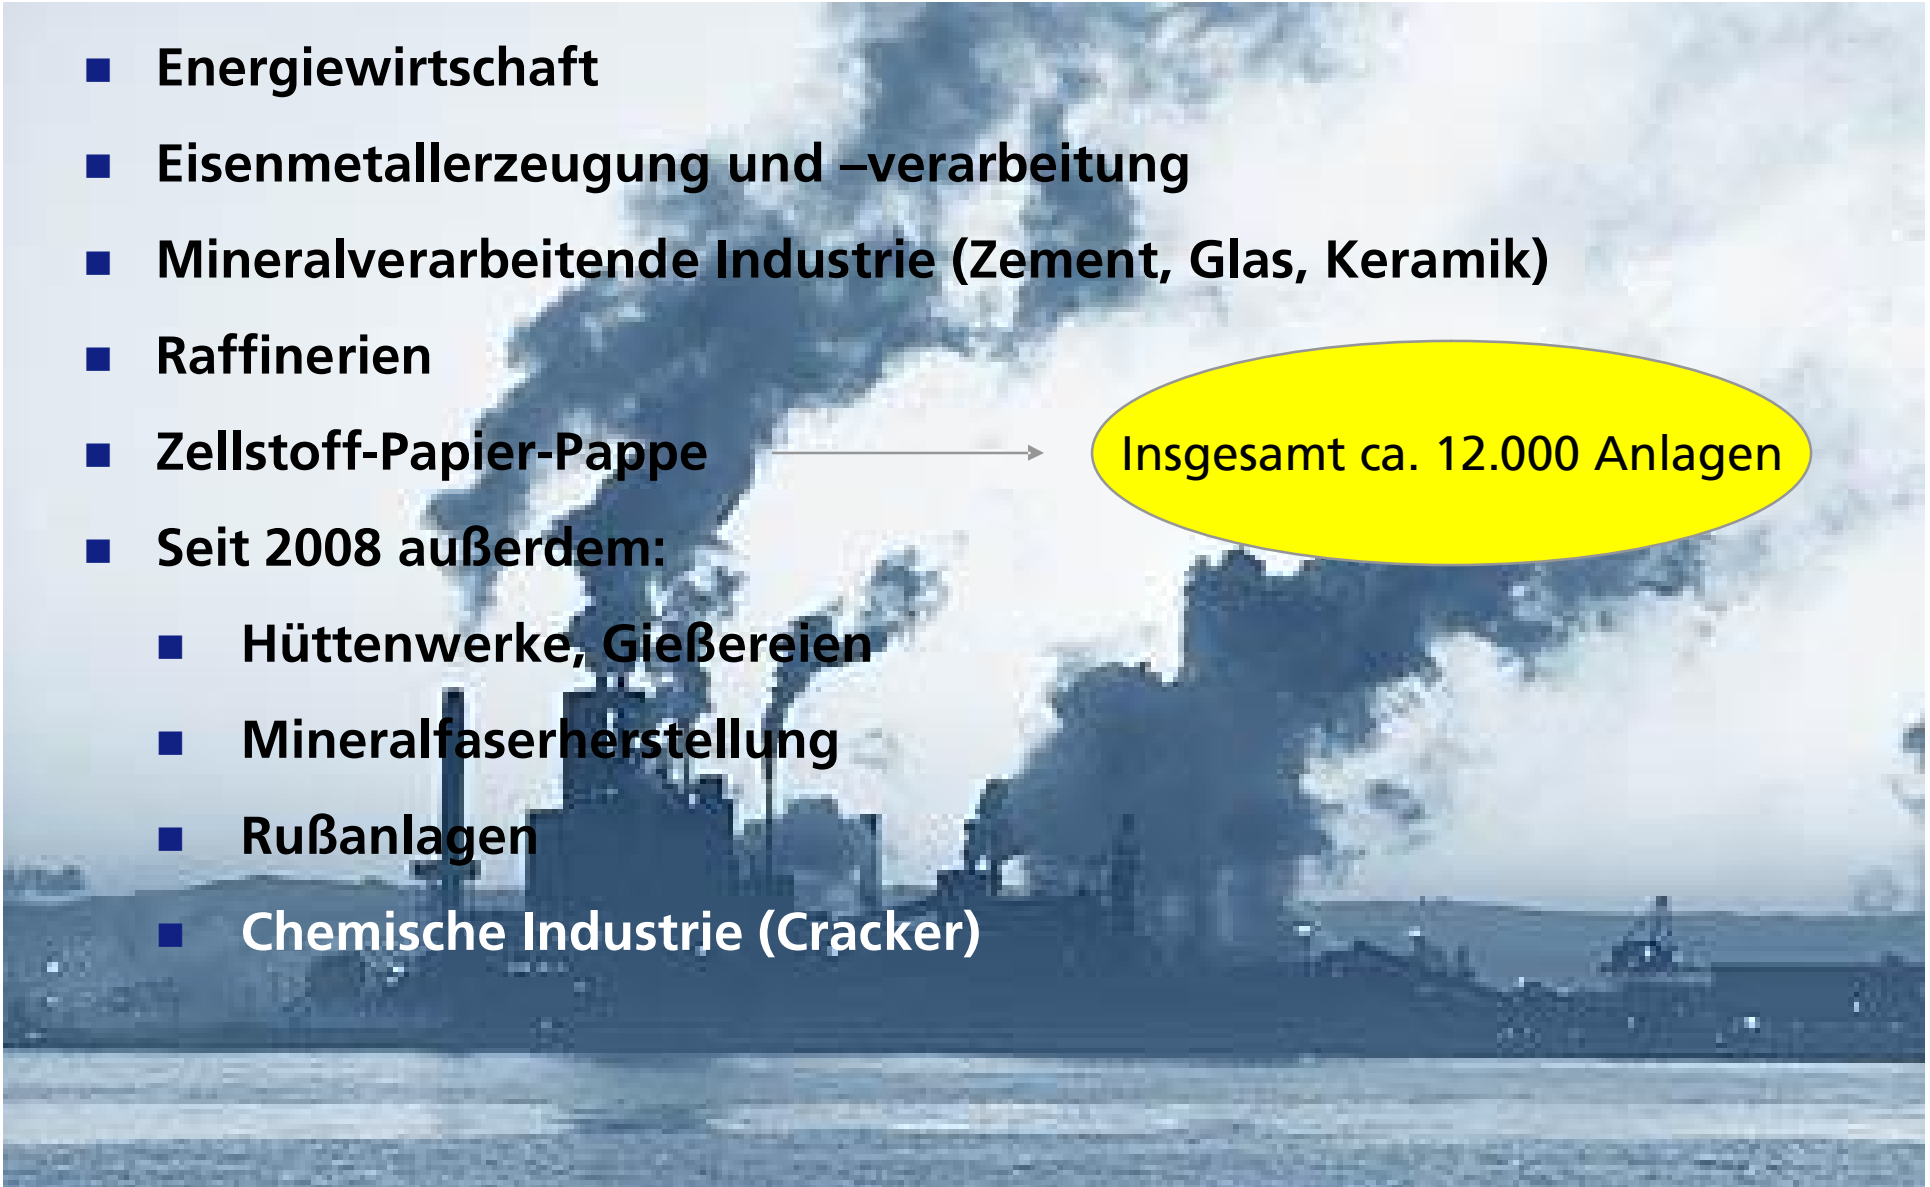 Energiewirtschaft
Eisenmetallerzeugung und –verarbeitung
Mineralverarbeitende Industrie (Zement, Glas, Keramik)
Raffinerien
Zellstoff-Papier-Pappe
Insgesamt ca. 12.000 Anlagen
Seit 2008 außerdem:
Hüttenwerke, Gießereien
Mineralfaserherstellung
Rußanlagen
Chemische Industrie (Cracker)